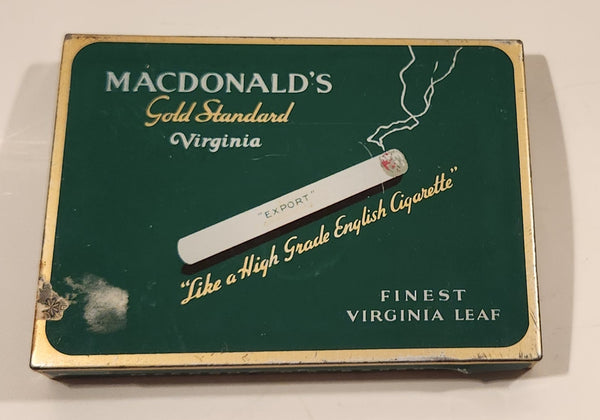 MACDONALD'S
Gold Standard
Virginia
"EXPORT"
"Like a High Grade English Cigarette"
FINEST
VIRGINIA LEAF